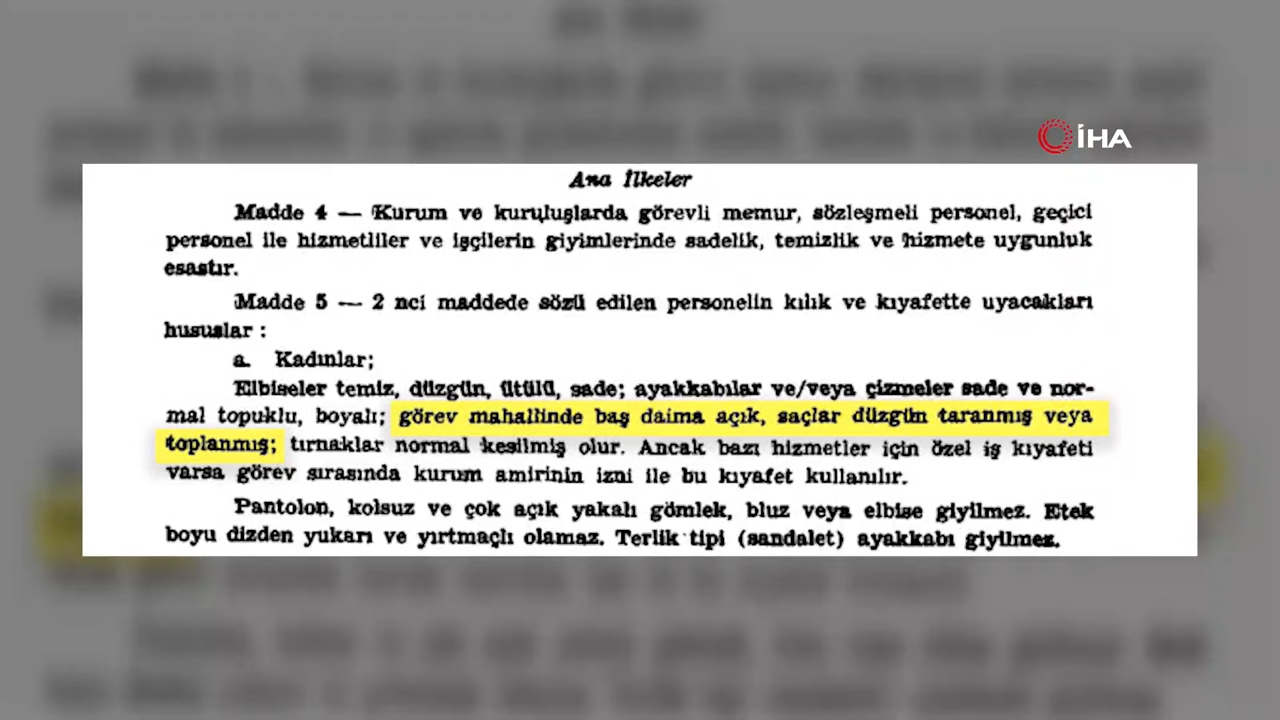 İHA
Ana İlkeler
Madde 4 — Kurum ve kuruluşlarda görevli memur, sözleşmeli personel, geçici
personel ile hizmetliler ve işçilerin giyimlerinde sadelik, temizlik ve hizmete uygunluk
esastır.
Madde 5 — 2 nci maddede sözü edilen personelin kılık ve kıyafette uyacakları
hususlar :
a. Kadınlar;
Elbiseler temiz, düzgün, ütülü, sade; ayakkabılar ve/veya çizmeler sade ve nor-
mal topuklu, boyalı; görev mahallinde baş daima açık, saçlar düzgün taranmış veya
toplanmış; tırnaklar normal kesilmiş olur. Ancak bazı hizmetler için özel iş kıyafeti
varsa görev sırasında kurum amirinin izni ile bu kıyafet kullanılır.
Pantolon, kolsuz ve çok açık yakalı gömlek, bluz veya elbise giyilmez. Etek
boyu dizden yukarı ve yırtmaçlı olamaz. Terlik tipi (sandalet) ayakkabı giyilmez.